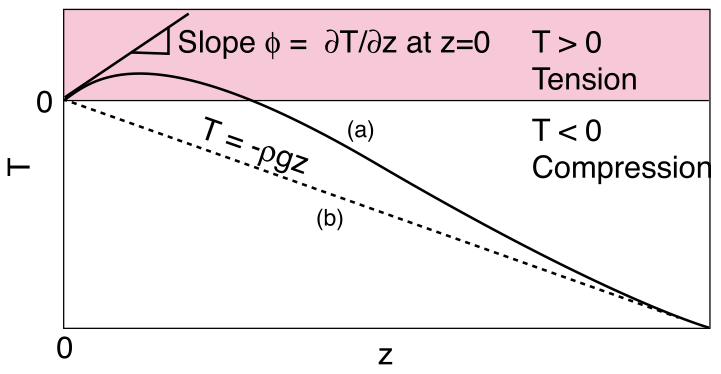 Slope ϕ = ∂T/∂z at z=0
T > 0
Tension
0
T = -ρgz
(a)
T < 0
Compression
T
(b)
0
z